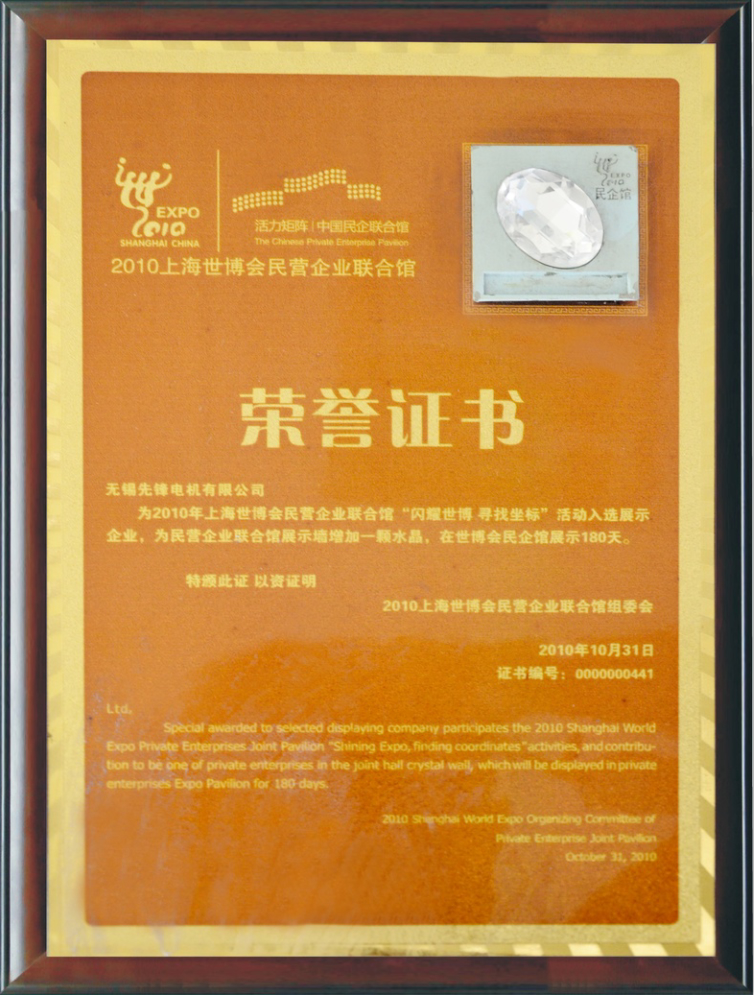 EXPO
2010
SHANGHAI CHINA
活力矩阵|中国民企联合馆
The Chinese Private Enterprise Pavilion
2010上海世博会民营企业联合馆
EXPO
2010
民企馆
荣誉证书
无锡先锋电机有限公司
为2010年上海世博会民营企业联合馆“闪耀世博 寻找坐标”活动入选展示
企业，为民营企业联合馆展示墙增加一颗水晶，在世博会民企馆展示180天。
特颁此证 以资证明
2010上海世博会民营企业联合馆组委会
2010年10月31日
证书编号：0000000441
Ltd.
Special awarded to selected displaying company participates the 2010 Shanghai World
Expo Private Enterprises Joint Pavilion "Shining Expo, finding coordinates" activities, and contribu-
tion to be one of private enterprises in the joint hall crystal wall, which will be displayed in private
enterprises Expo Pavilion for 180 days.
2010 Shanghai World Expo Organizing Committee of
Private Enterprise Joint Pavilion
October 31, 2010